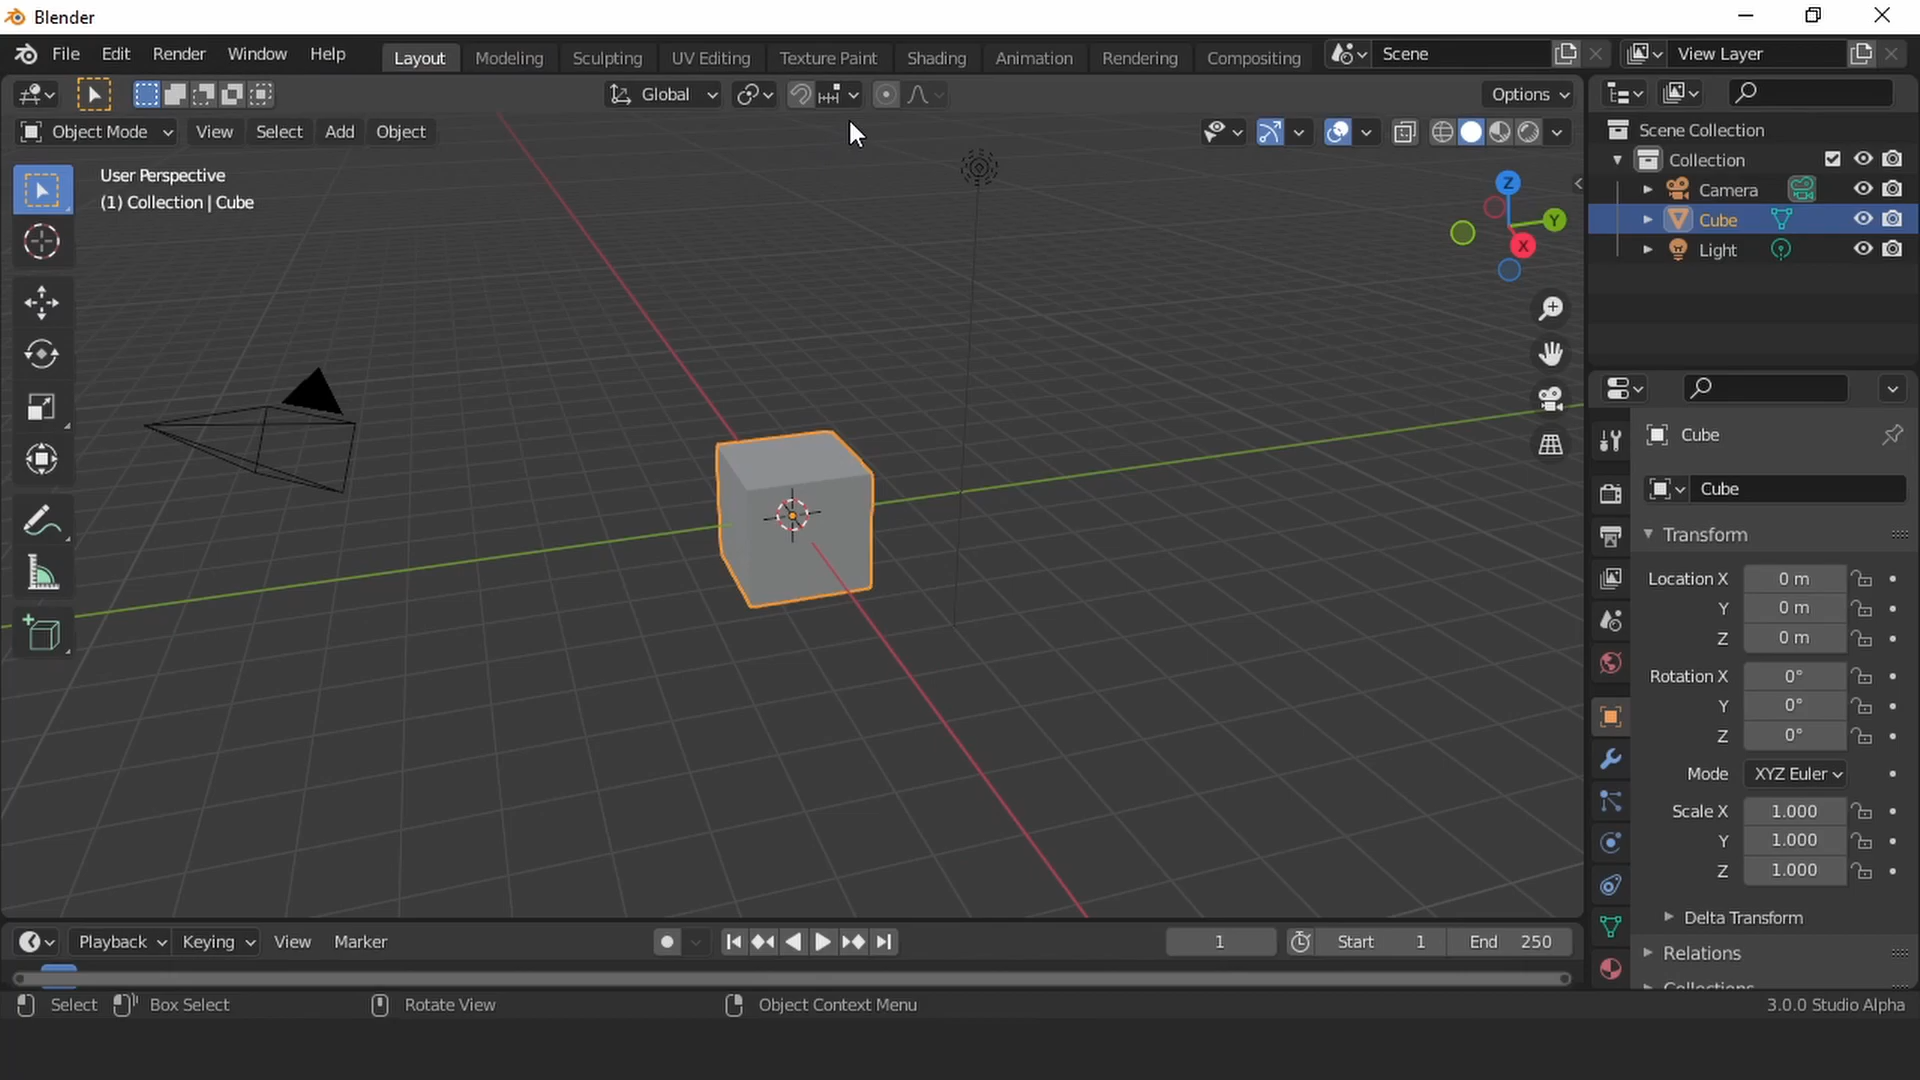 Blender
File Edit Render Window Help Layout Modeling Sculpting UV Editing Texture Paint Shading Animation Rendering Compositing Scene View Layer
Global Options
Object Mode View Select Add Object
User Perspective
(1) Collection | Cube
Z
Y
X
Scene Collection
Collection
Camera
Cube
Light
Cube
Cube
Transform
Location X 0 m
Y 0 m
Z 0 m
Rotation X 0°
Y 0°
Z 0°
Mode XYZ Euler
Scale X 1.000
Y 1.000
Z 1.000
Delta Transform
Relations
Collections
Playback Keying View Marker 1 Start 1 End 250
Select Box Select Rotate View Object Context Menu 3.0.0 Studio Alpha